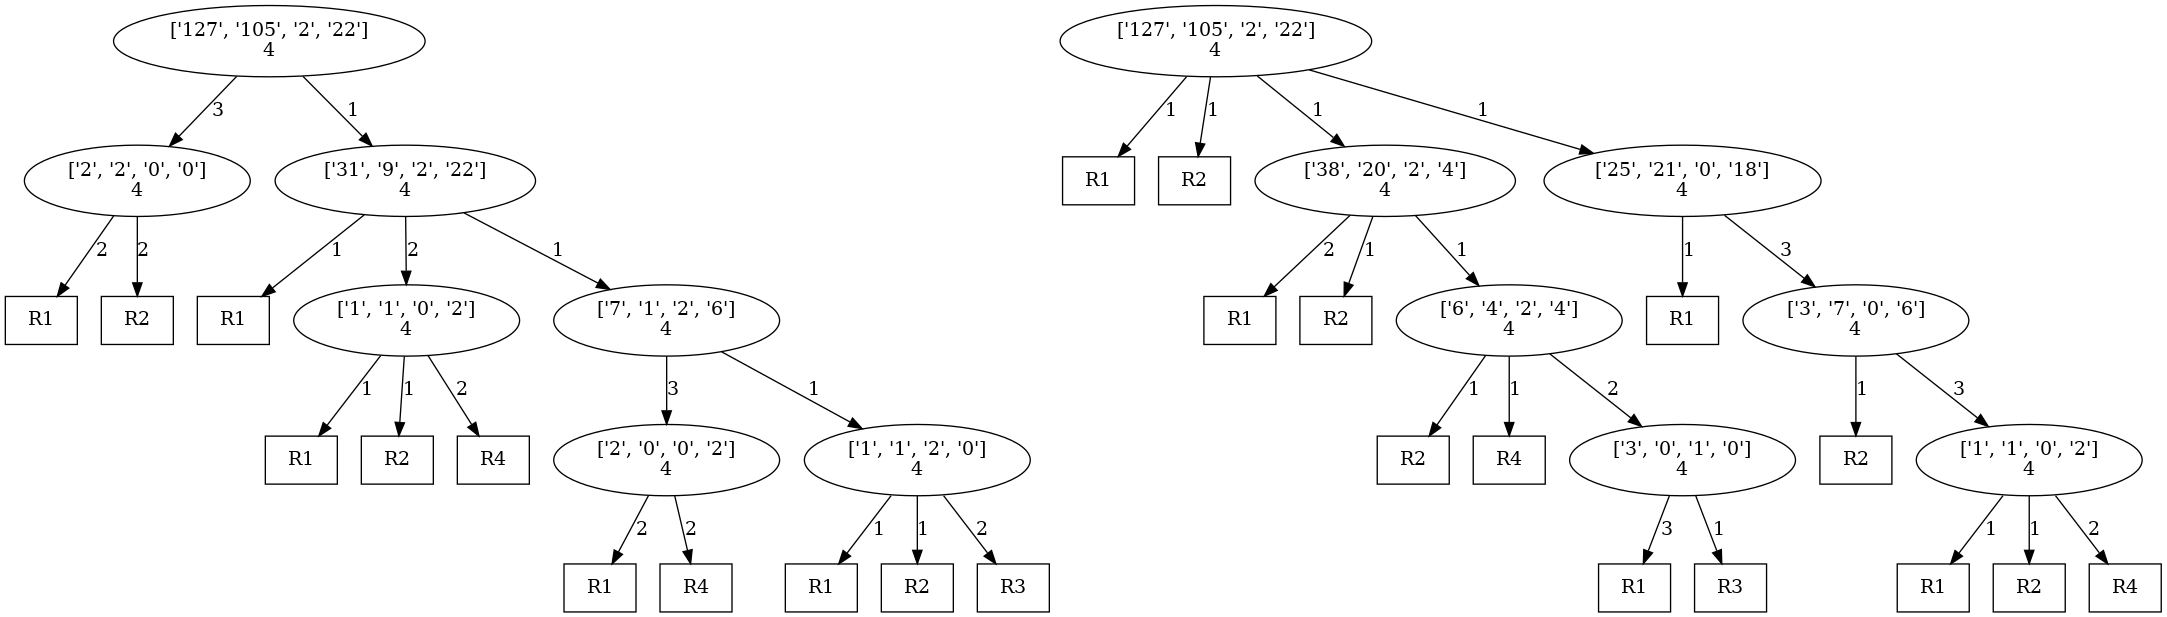 ['127', '105', '2', '22']
4
['127', '105', '2', '22']
4
3
1
1
1
1
1
['2', '2', '0', '0']
4
['31', '9', '2', '22']
4
R1
R2
['38', '20', '2', '4']
4
['25', '21', '0', '18']
4
2
2
1
2
1
2
1
1
1
3
R1
R2
R1
['1', '1', '0', '2']
4
['7', '1', '2', '6']
4
R1
R2
['6', '4', '2', '4']
4
R1
['3', '7', '0', '6']
4
1
1
2
3
1
1
1
2
1
3
R1
R2
R4
['2', '0', '0', '2']
4
['1', '1', '2', '0']
4
R2
R4
['3', '0', '1', '0']
4
R2
['1', '1', '0', '2']
4
2
2
1
1
2
3
1
1
1
2
R1
R4
R1
R2
R3
R1
R3
R1
R2
R4